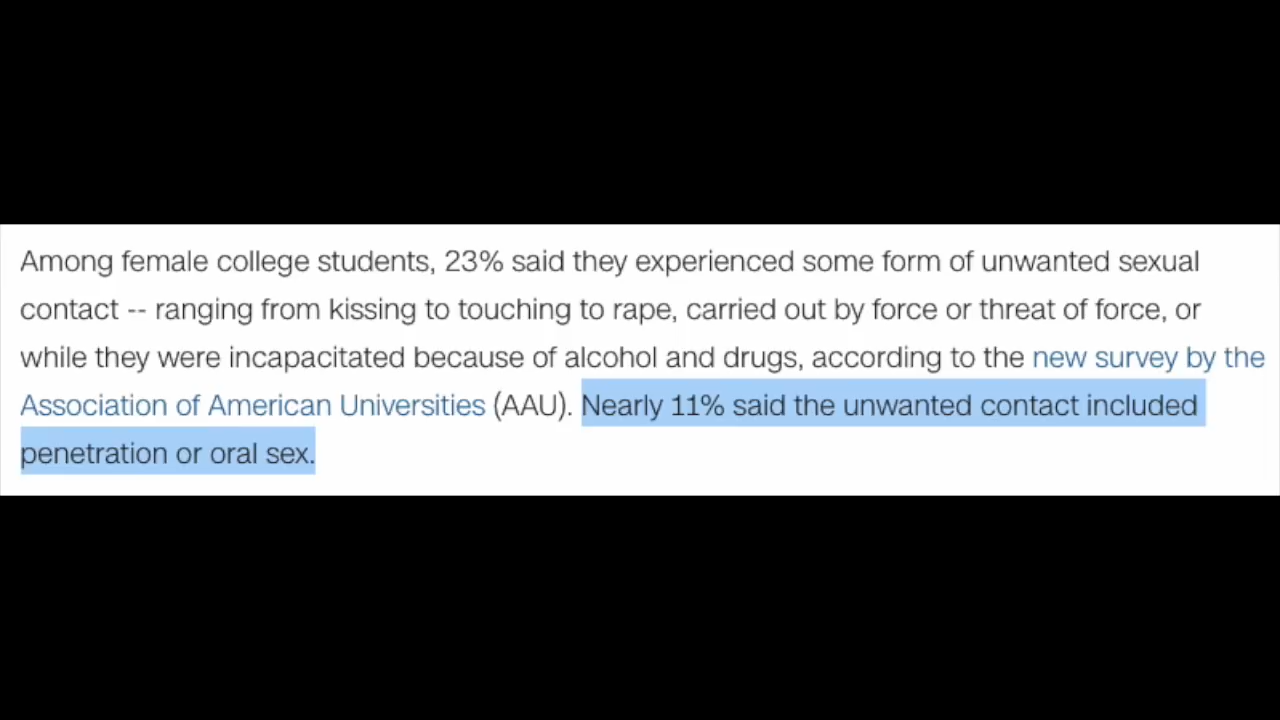 Among female college students, 23% said they experienced some form of unwanted sexual
contact -- ranging from kissing to touching to rape, carried out by force or threat of force, or
while they were incapacitated because of alcohol and drugs, according to the new survey by the
Association of American Universities (AAU). Nearly 11% said the unwanted contact included
penetration or oral sex.